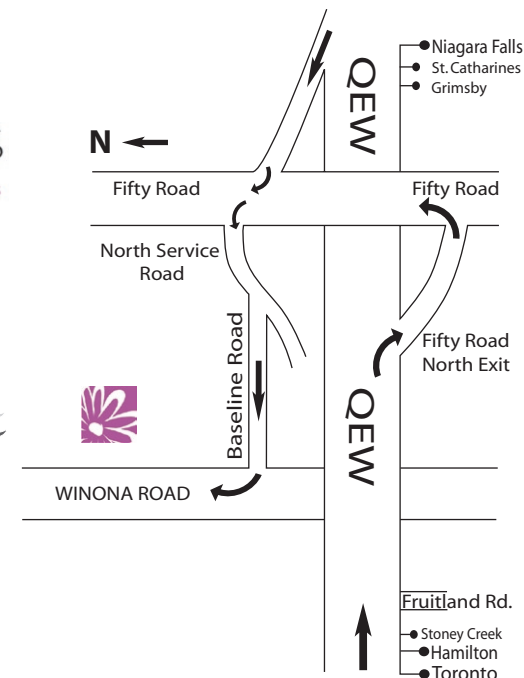 Niagara Falls
St. Catharines
Grimsby
QEW
N
Fifty Road
Fifty Road
North Service
Road
Fifty Road
North Exit
Baseline Road
QEW
WINONA ROAD
Fruitland Rd.
Stoney Creek
Hamilton
Toronto